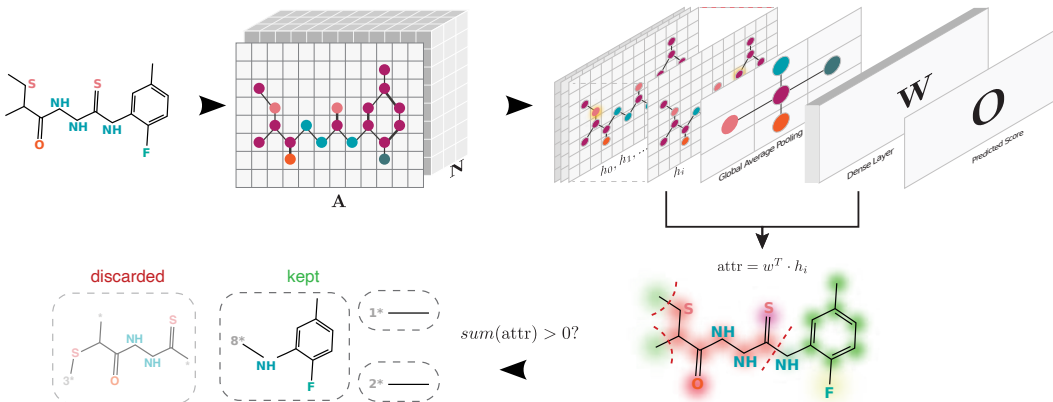 S
S
NH
NH
NH
O
F
A
N
h₀, h₁, ...
hᵢ
Global Average Pooling
W
Dense Layer
O
Predicted Score
attr = wᵀ · hᵢ
discarded
kept
S
NH
NH
S
O
3*
*
*
8*
NH
F
1*
2*
sum(attr) > 0?
S
S
NH
NH
NH
O
F